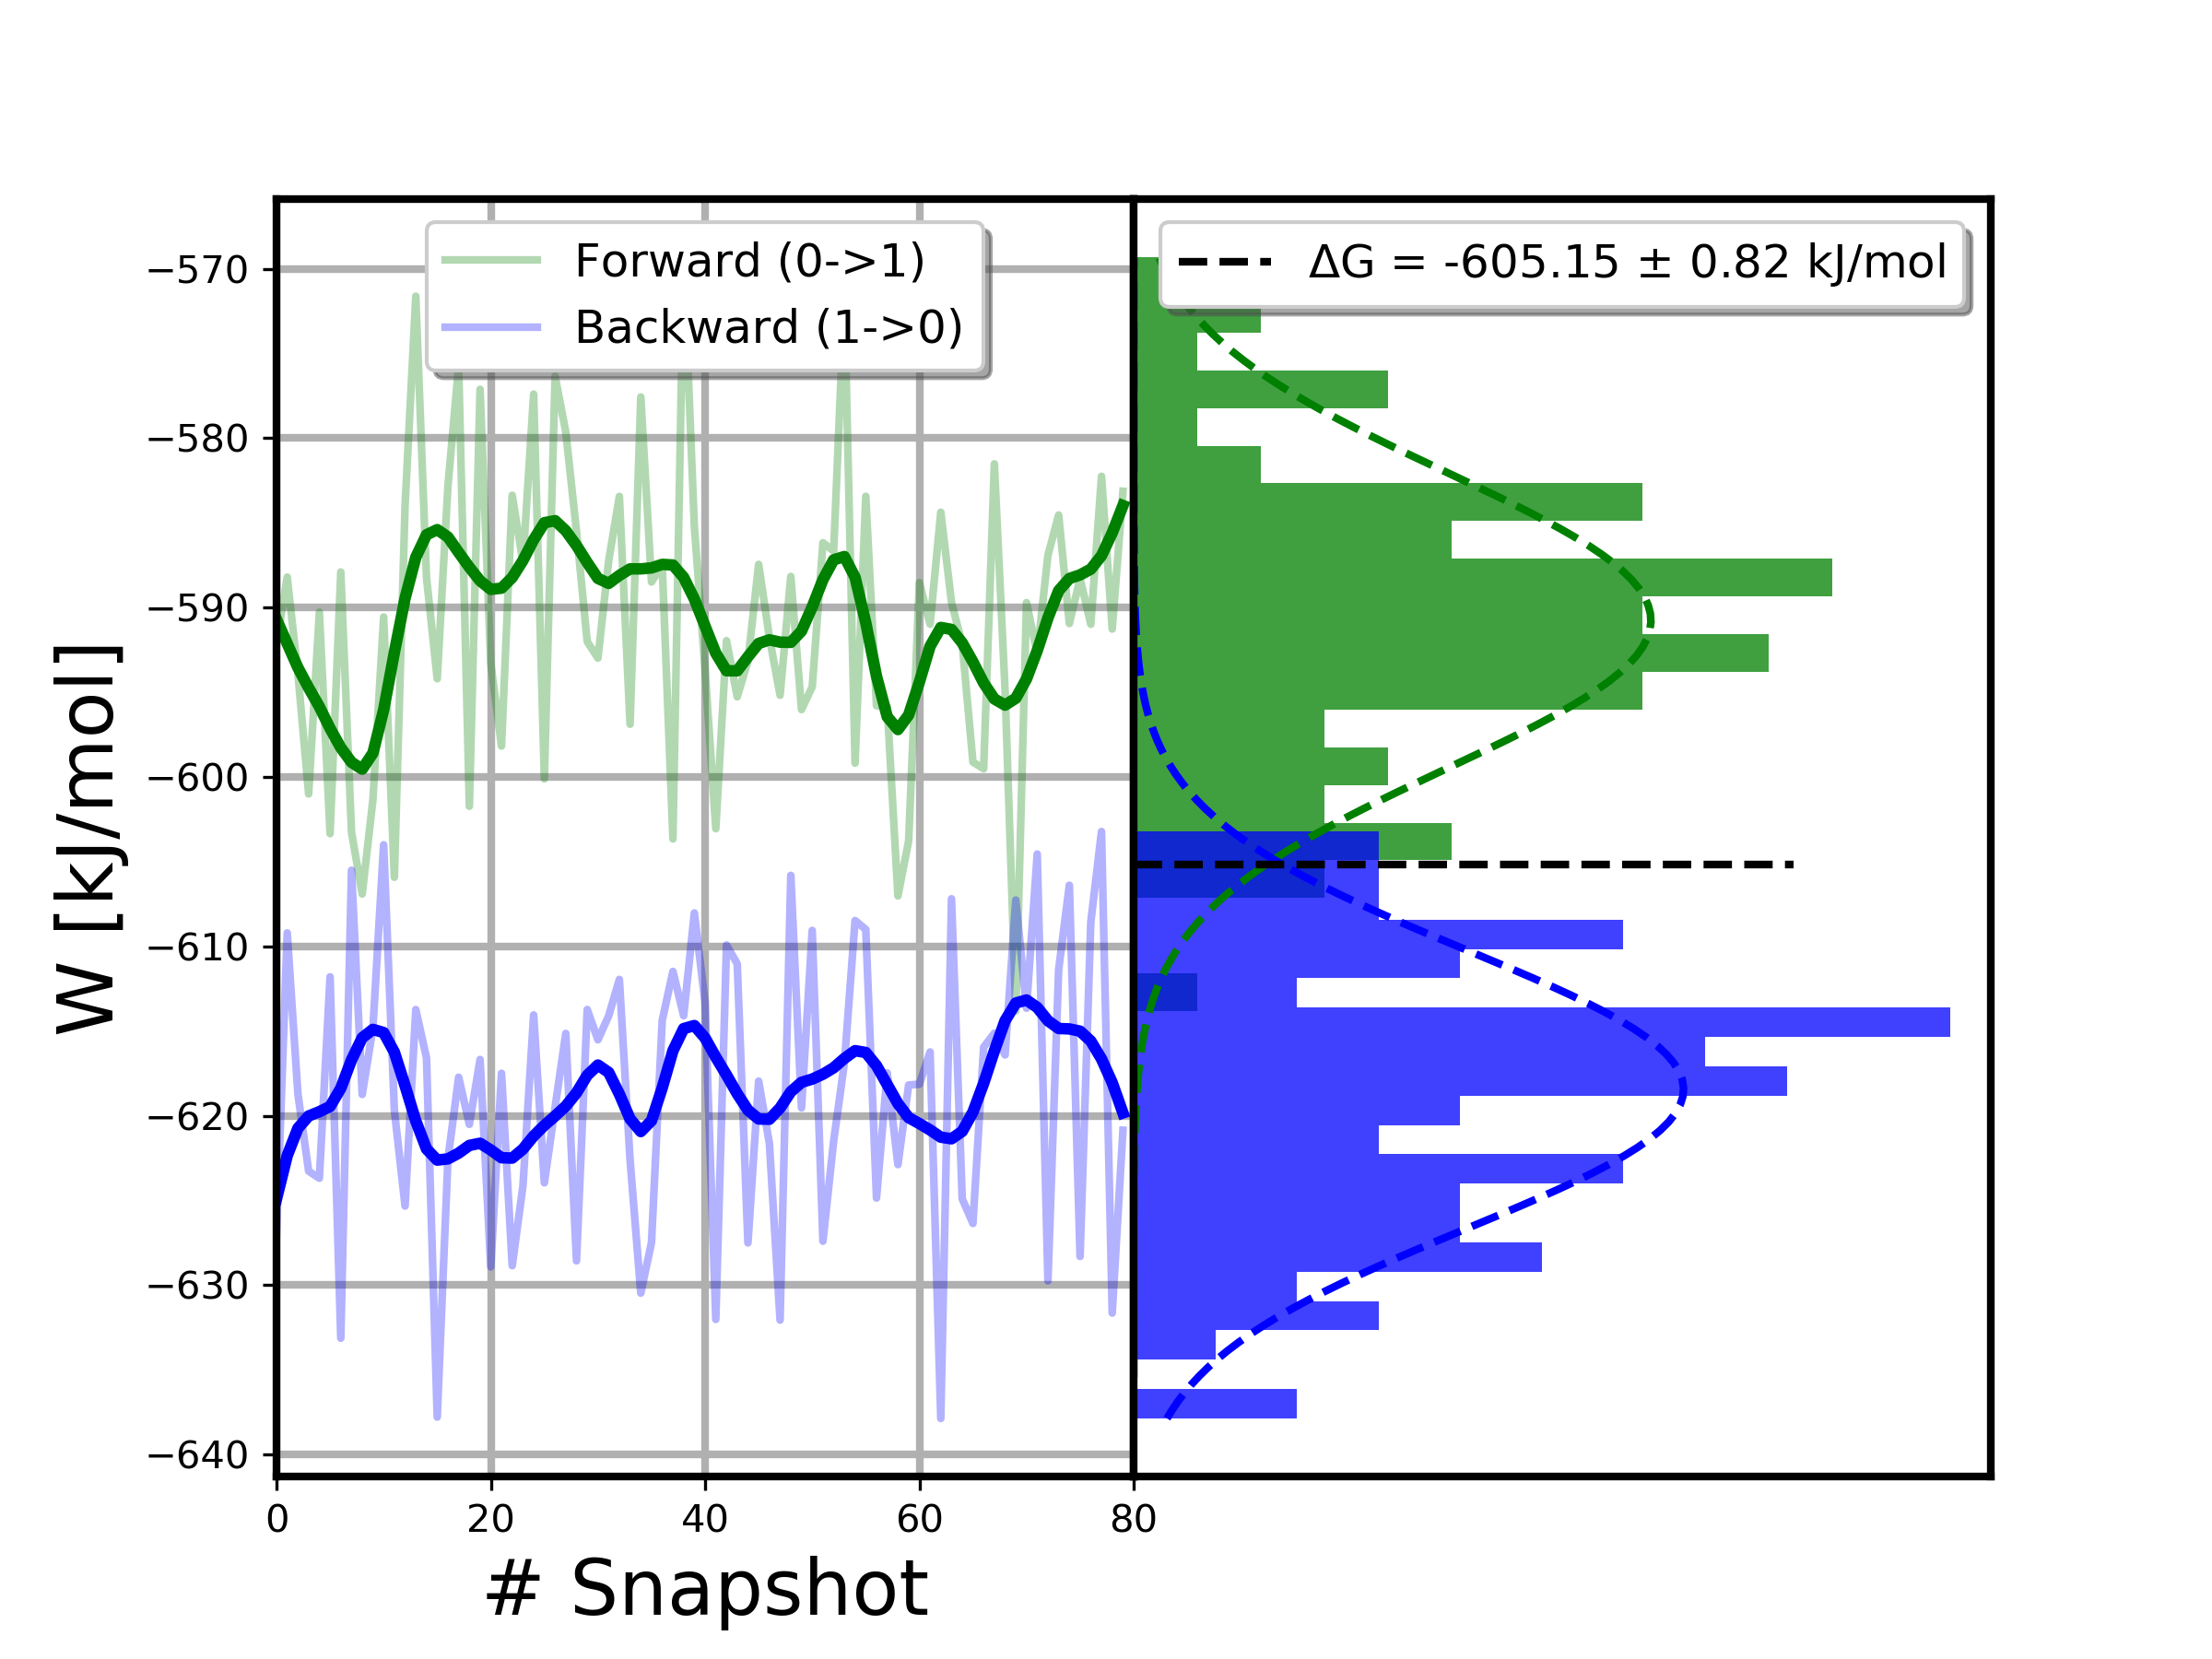 Forward (0->1)
Backward (1->0)
ΔG = -605.15 ± 0.82 kJ/mol
W [kJ/mol]
−570
−580
−590
−600
−610
−620
−630
−640
0 20 40 60 80
# Snapshot